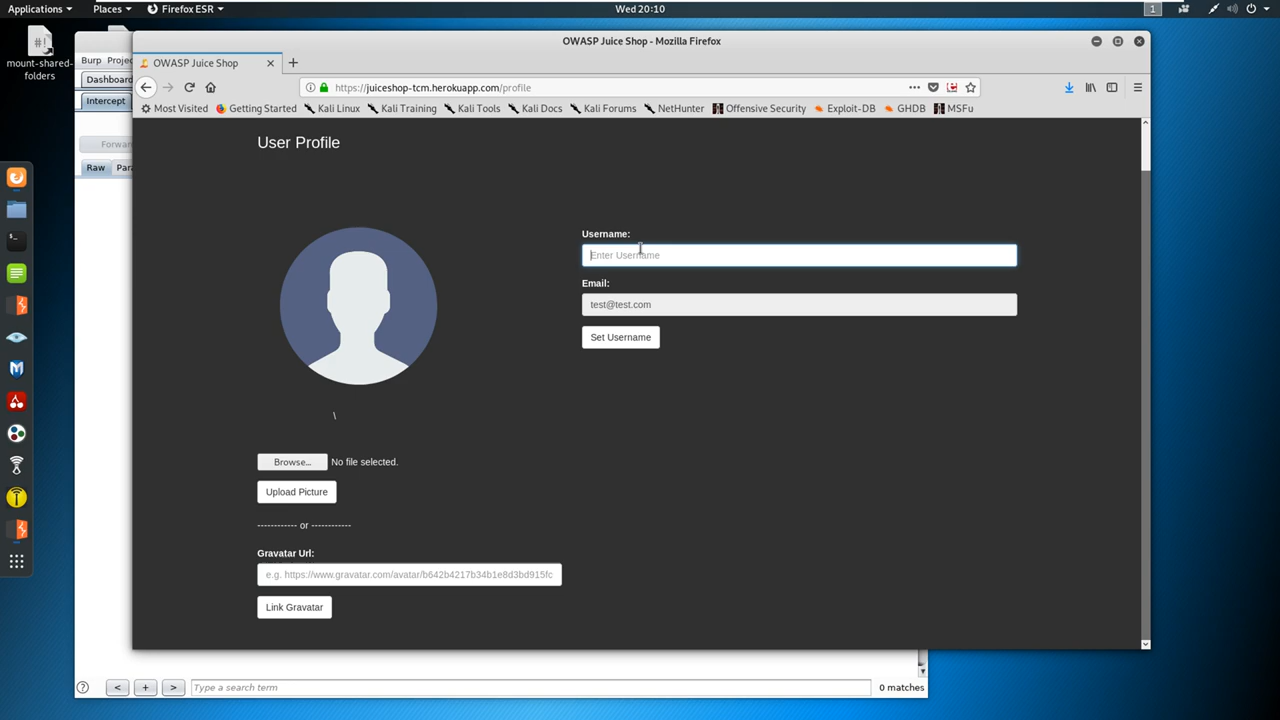 Applications Places Firefox ESR Wed 20:10 1
#!
mount-shared-
folders
OWASP Juice Shop - Mozilla Firefox
Burp Projec
OWASP Juice Shop
Dashboard
https://juiceshop-tcm.herokuapp.com/profile
Intercept
Most Visited Getting Started Kali Linux Kali Training Kali Tools Kali Docs Kali Forums NetHunter Offensive Security Exploit-DB GHDB MSFu
Forwar
User Profile
Raw Para
Username:
Enter Username
Email:
test@test.com
Set Username
\
Browse... No file selected.
Upload Picture
------------ or ------------
Gravatar Url:
e.g. https://www.gravatar.com/avatar/b642b4217b34b1e8d3bd915fc
Link Gravatar
? < + > Type a search term 0 matches